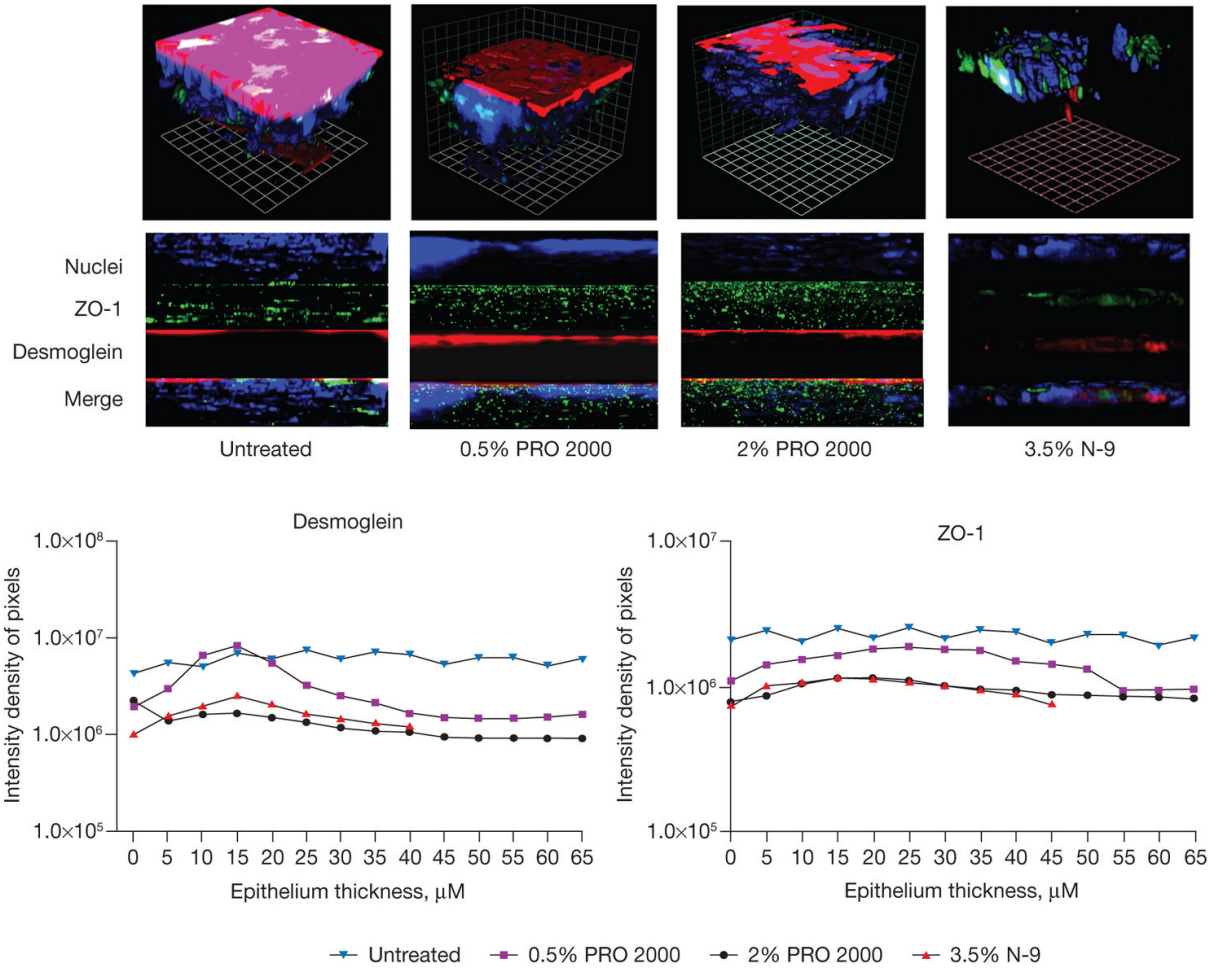 Nuclei
ZO-1
Desmoglein
Merge
Untreated 0.5% PRO 2000 2% PRO 2000 3.5% N-9
Desmoglein
Intensity density of pixels
1.0×10⁸
1.0×10⁷
1.0×10⁶
1.0×10⁵
0 5 10 15 20 25 30 35 40 45 50 55 60 65
Epithelium thickness, μM
ZO-1
Intensity density of pixels
1.0×10⁷
1.0×10⁶
1.0×10⁵
0 5 10 15 20 25 30 35 40 45 50 55 60 65
Epithelium thickness, μM
Untreated 0.5% PRO 2000 2% PRO 2000 3.5% N-9